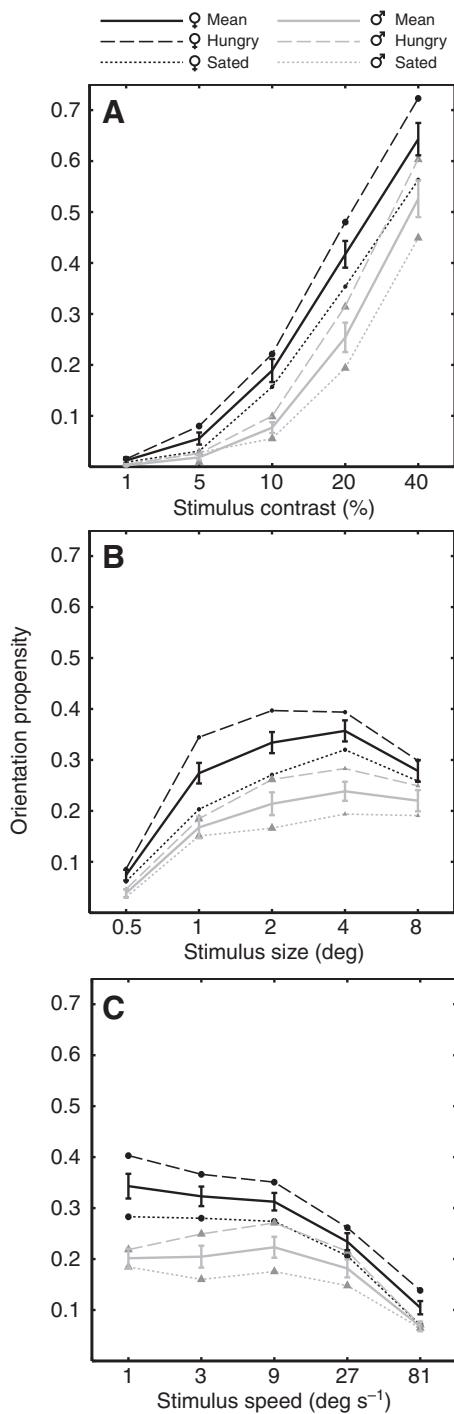 ♀ Mean ♂ Mean
♀ Hungry ♂ Hungry
♀ Sated ♂ Sated
A
0.7
0.6
0.5
0.4
0.3
0.2
0.1
1 5 10 20 40
Stimulus contrast (%)
Orientation propensity
B
0.7
0.6
0.5
0.4
0.3
0.2
0.1
0.5 1 2 4 8
Stimulus size (deg)
C
0.7
0.6
0.5
0.4
0.3
0.2
0.1
1 3 9 27 81
Stimulus speed (deg s⁻¹)